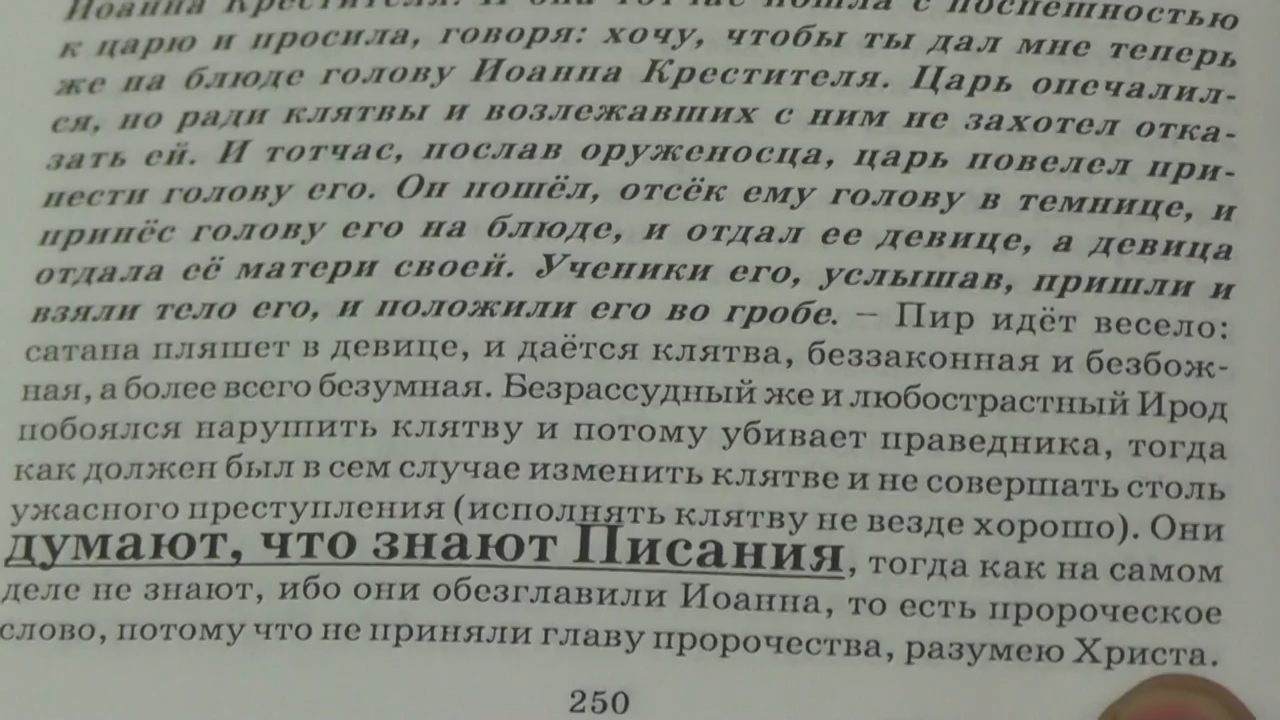 Иоанна Крестителя. И она тотчас пошла с поспешностью
к царю и просила, говоря: хочу, чтобы ты дал мне теперь
же на блюде голову Иоанна Крестителя. Царь опечалил-
ся, но ради клятвы и возлежавших с ним не захотел отка-
зать ей. И тотчас, послав оруженосца, царь повелел при-
нести голову его. Он пошёл, отсёк ему голову в темнице, и
принёс голову его на блюде, и отдал ее девице, а девица
отдала её матери своей. Ученики его, услышав, пришли и
взяли тело его, и положили его во гробе. – Пир идёт весело:
сатана пляшет в девице, и даётся клятва, беззаконная и безбож-
ная, а более всего безумная. Безрассудный же и любострастный Ирод
побоялся нарушить клятву и потому убивает праведника, тогда
как должен был в сем случае изменить клятве и не совершать столь
ужасного преступления (исполнять клятву не везде хорошо). Они
думают, что знают Писания, тогда как на самом
деле не знают, ибо они обезглавили Иоанна, то есть пророческое
слово, потому что не приняли главу пророчества, разумею Христа.
250